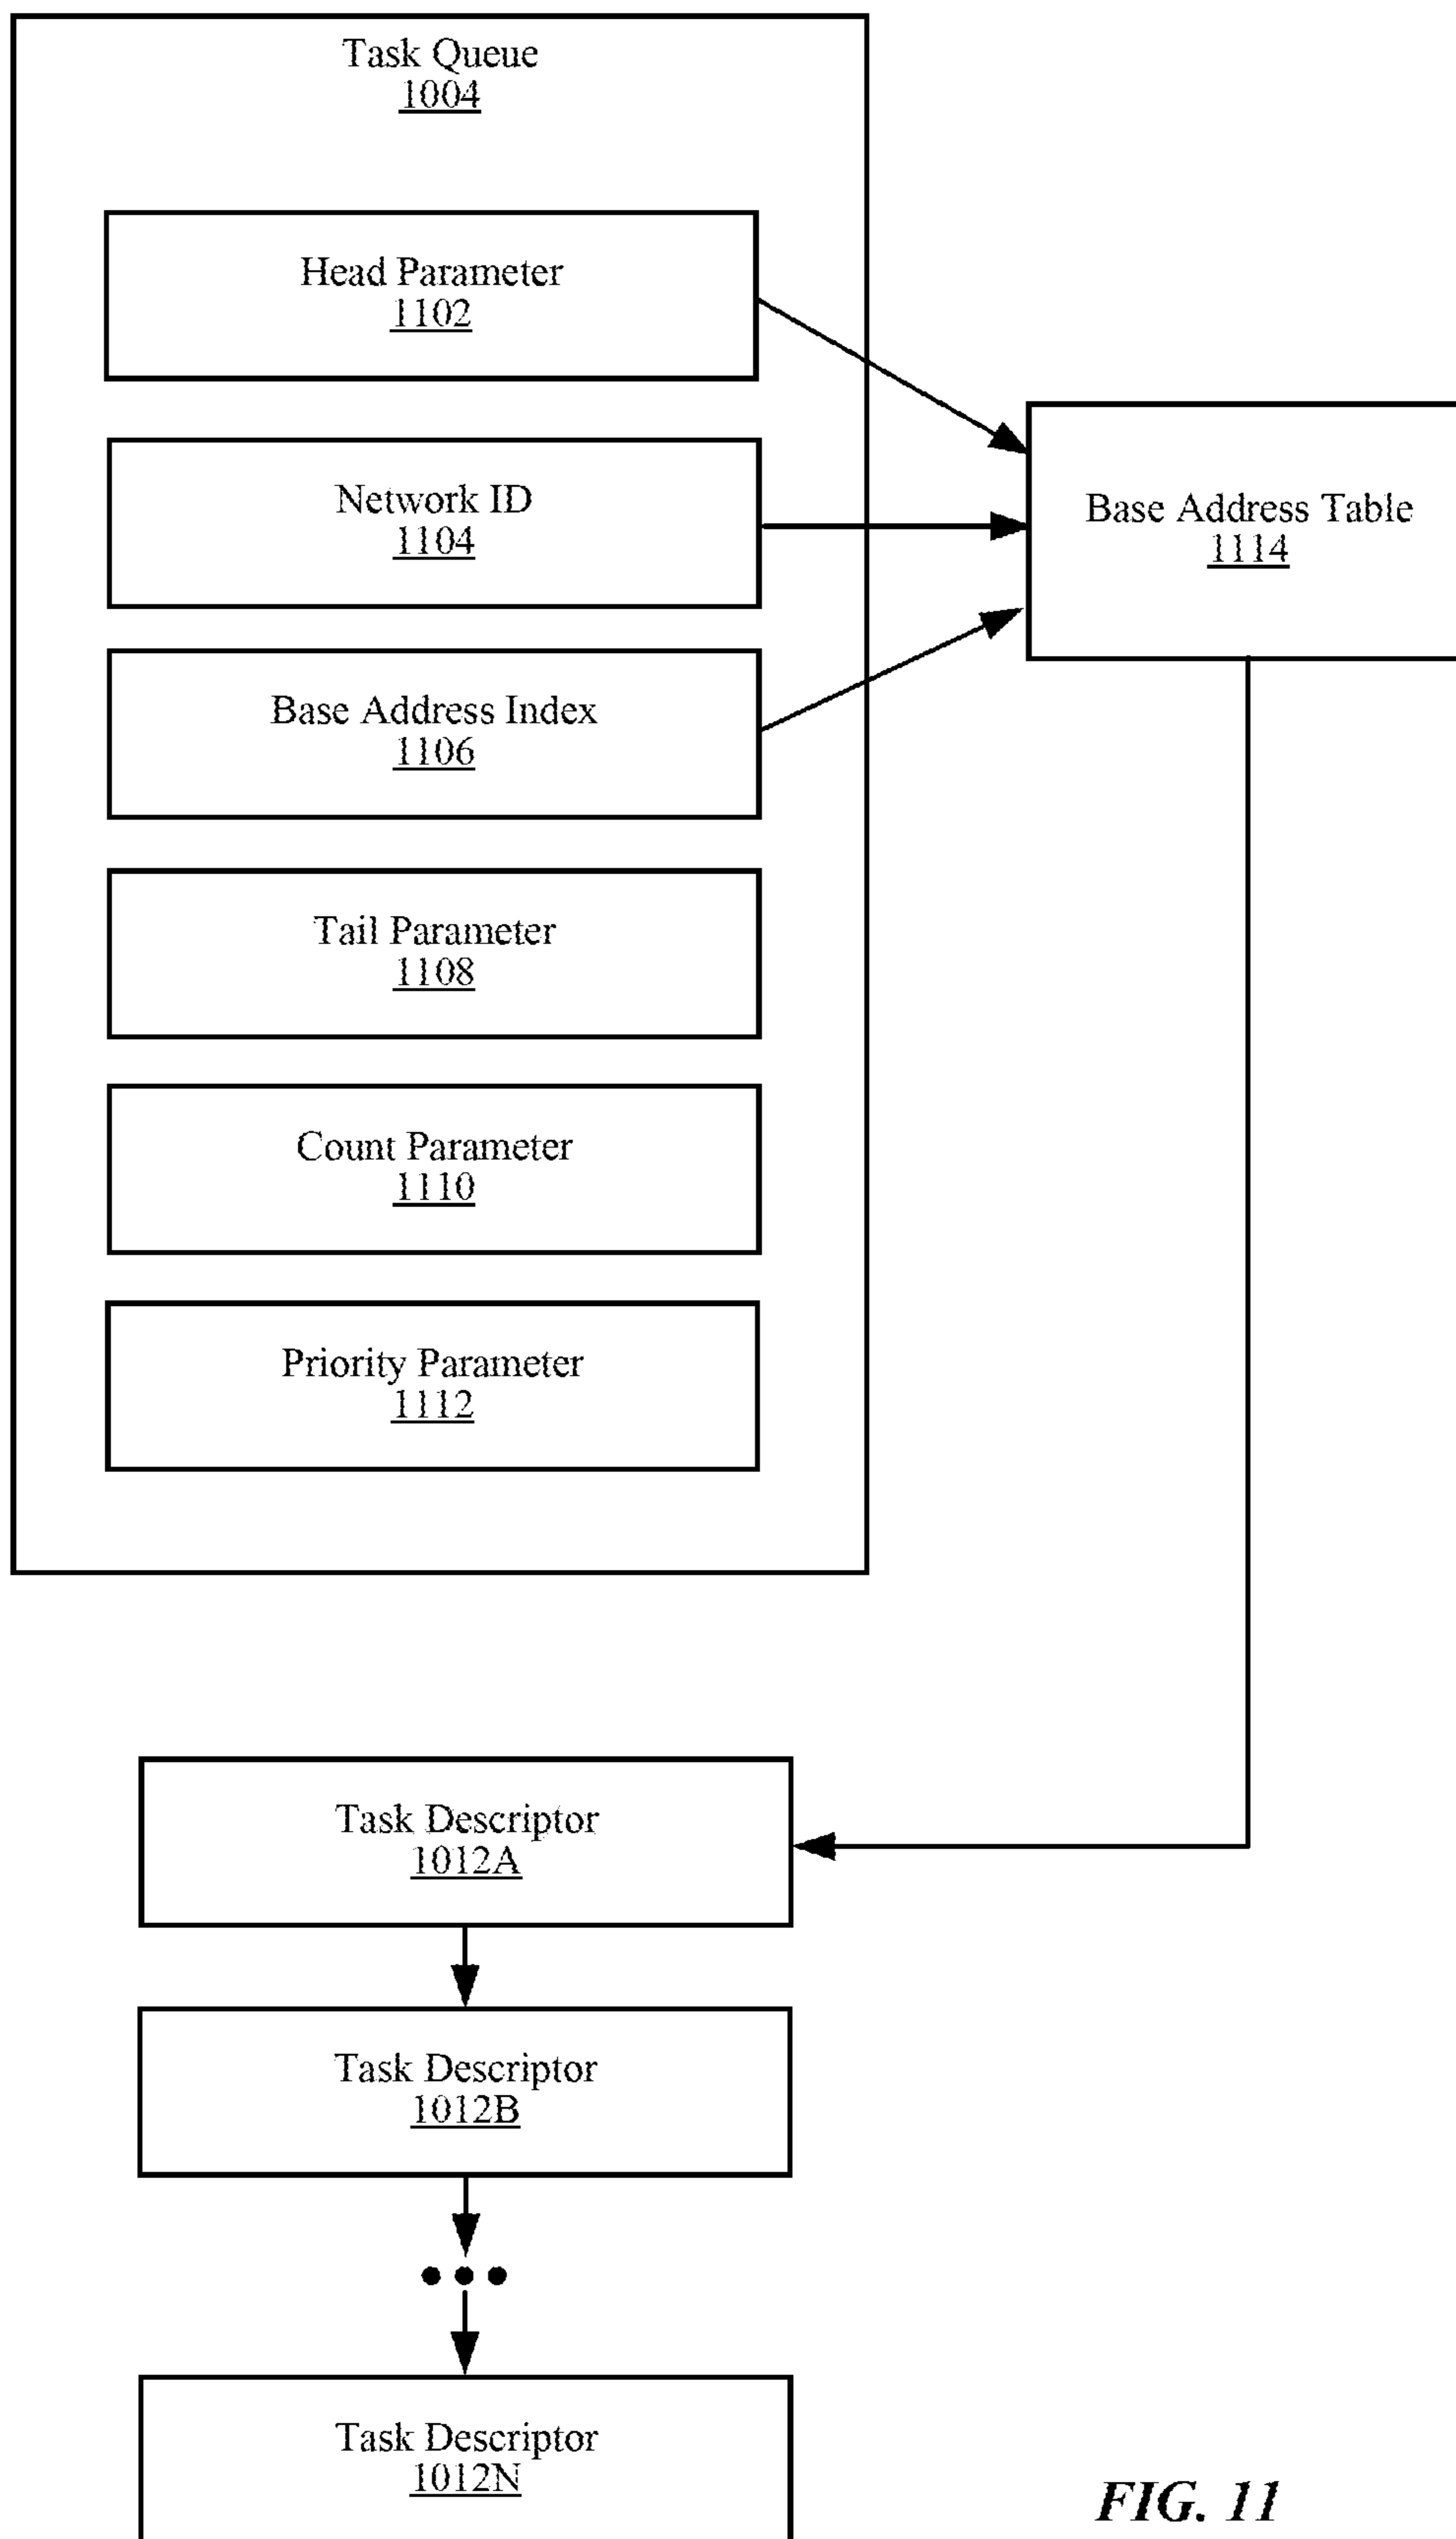 Task Queue
1004
Head Parameter
1102
Network ID
1104
Base Address Table
1114
Base Address Index
1106
Tail Parameter
1108
Count Parameter
1110
Priority Parameter
1112
Task Descriptor
1012A
Task Descriptor
1012B
Task Descriptor
1012N
FIG. 11